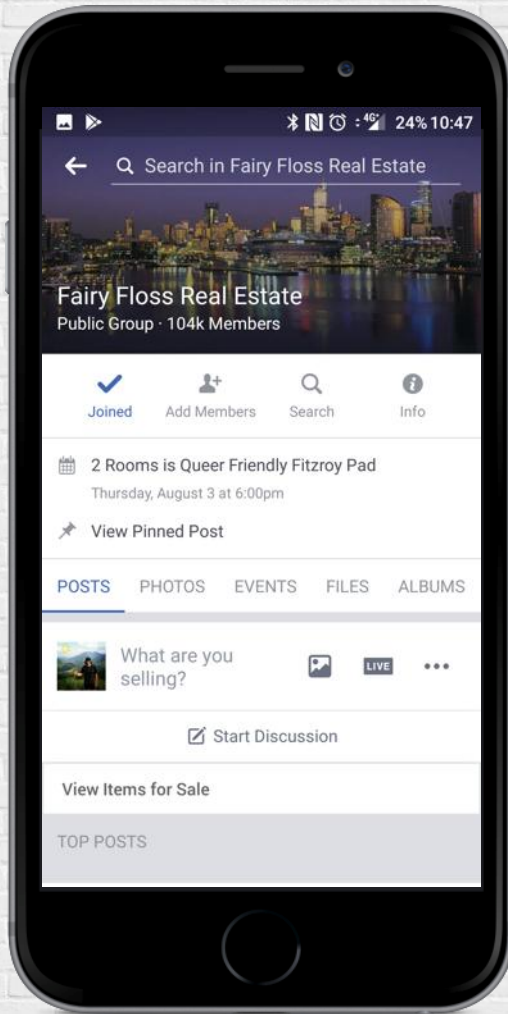 4G 24% 10:47
Search in Fairy Floss Real Estate
Fairy Floss Real Estate
Public Group · 104k Members
Joined Add Members Search Info
2 Rooms is Queer Friendly Fitzroy Pad
Thursday, August 3 at 6:00pm
View Pinned Post
POSTS PHOTOS EVENTS FILES ALBUMS
What are you
selling?
LIVE
Start Discussion
View Items for Sale
TOP POSTS